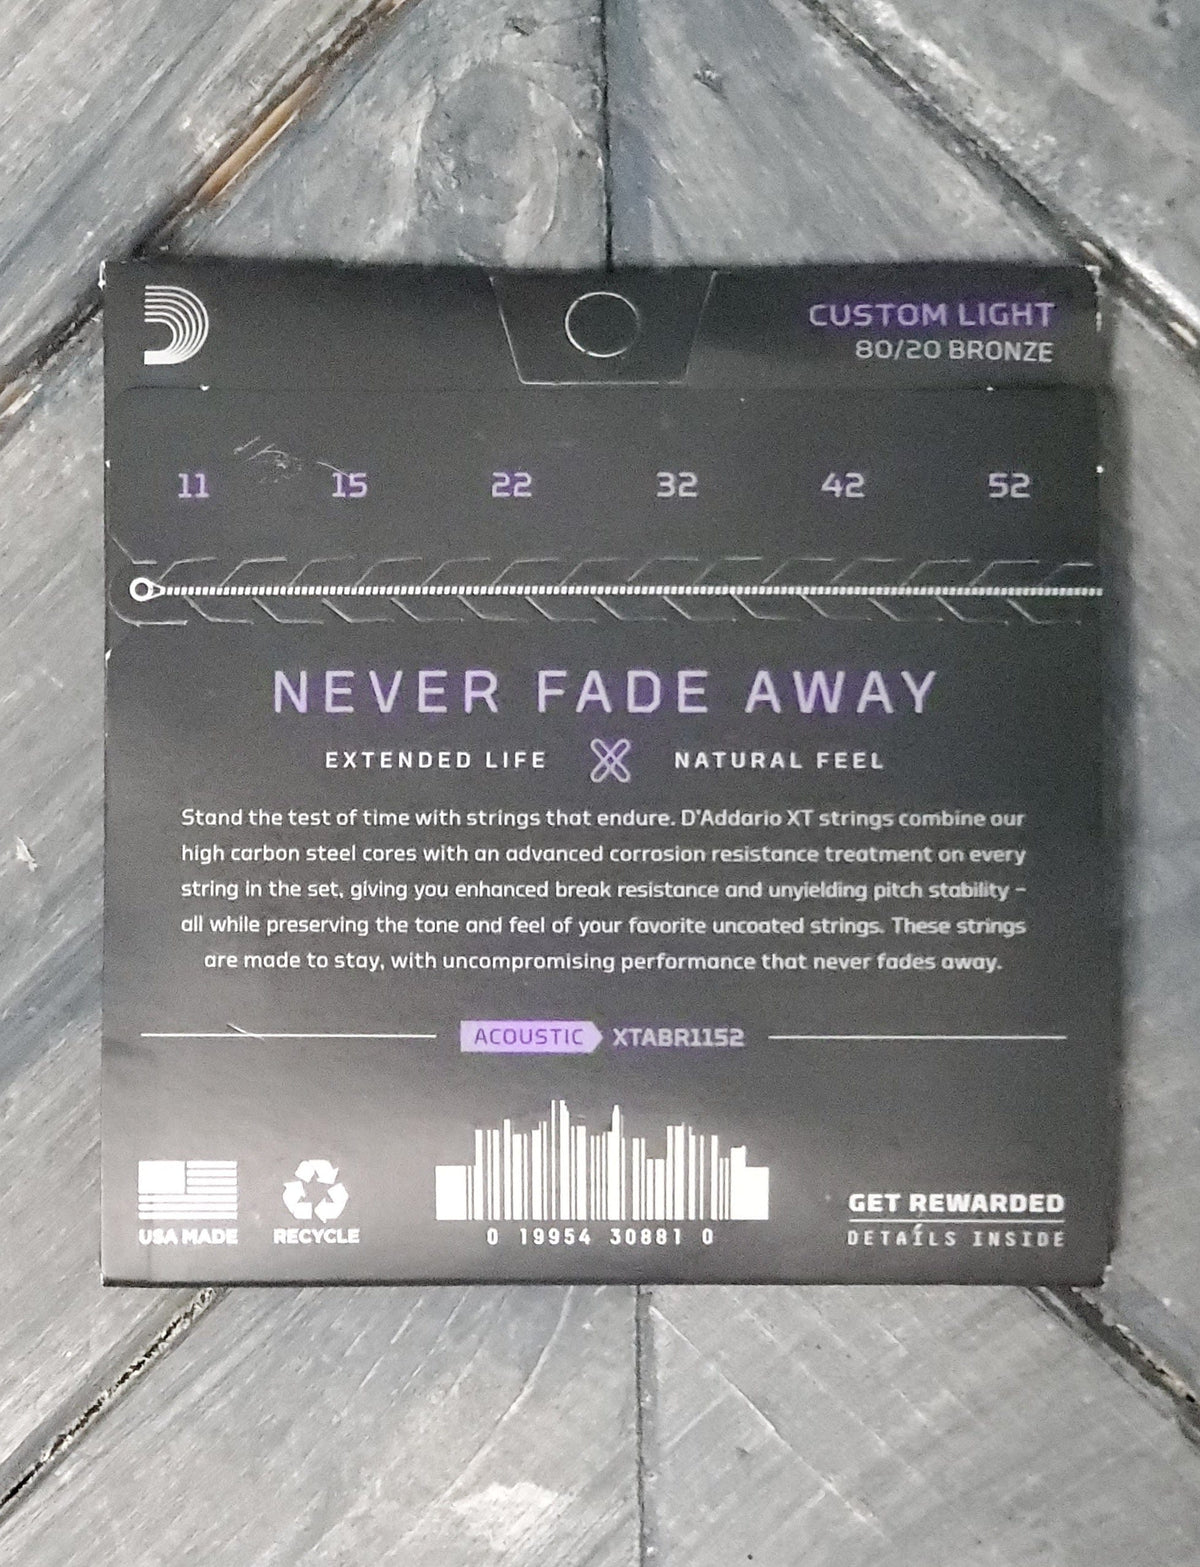 CUSTOM LIGHT
80/20 BRONZE
11 15 22 32 42 52
NEVER FADE AWAY
EXTENDED LIFE NATURAL FEEL
Stand the test of time with strings that endure. D'Addario XT strings combine our
high carbon steel cores with an advanced corrosion resistance treatment on every
string in the set, giving you enhanced break resistance and unyielding pitch stability –
all while preserving the tone and feel of your favorite uncoated strings. These strings
are made to stay, with uncompromising performance that never fades away.
ACOUSTIC XTABR1152
USA MADE
RECYCLE
0 19954 30881 0
GET REWARDED
DETAILS INSIDE